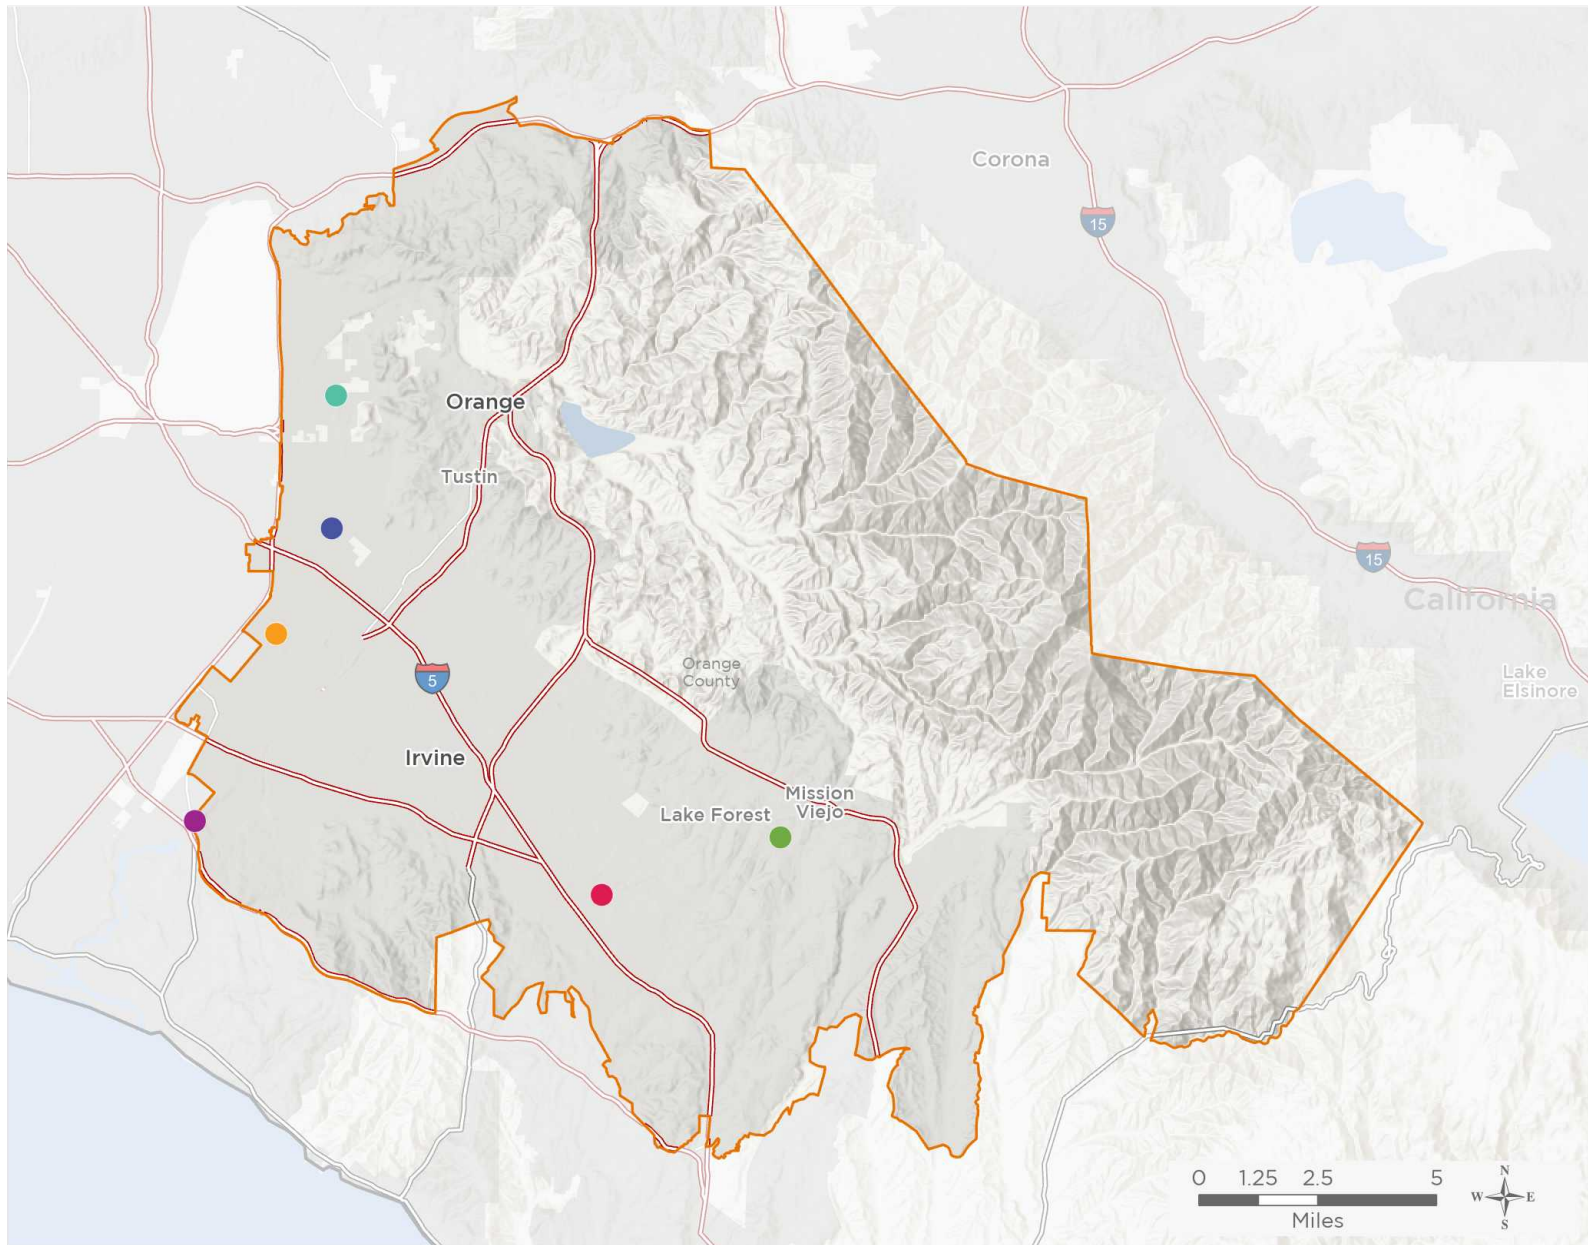 Corona
15
Orange
Tustin
15
California
Orange
County
Lake
Elsinore
5
Irvine
Mission
Viejo
Lake Forest
0 1.25 2.5 5
Miles
N
W E
S